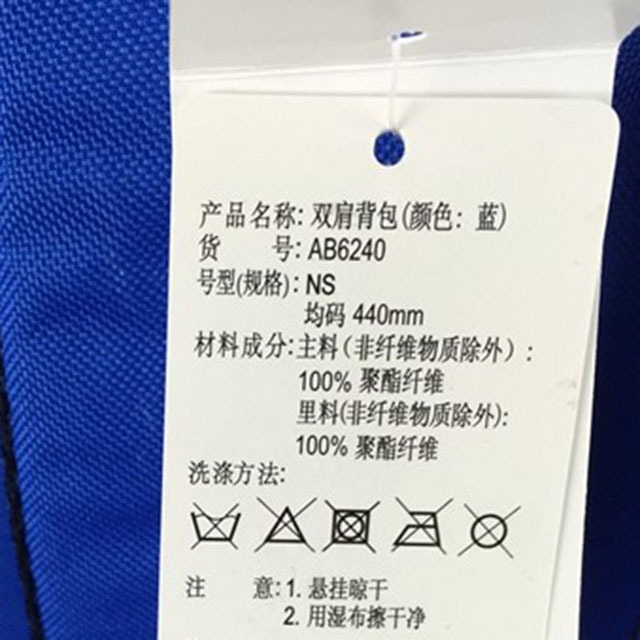 产品名称: 双肩背包(颜色: 蓝)
货 号: AB6240
号型(规格): NS
均码 440mm
材料成分:主料(非纤维物质除外):
100% 聚酯纤维
里料(非纤维物质除外):
100% 聚酯纤维
洗涤方法:
注 意: 1. 悬挂晾干
2. 用湿布擦干净